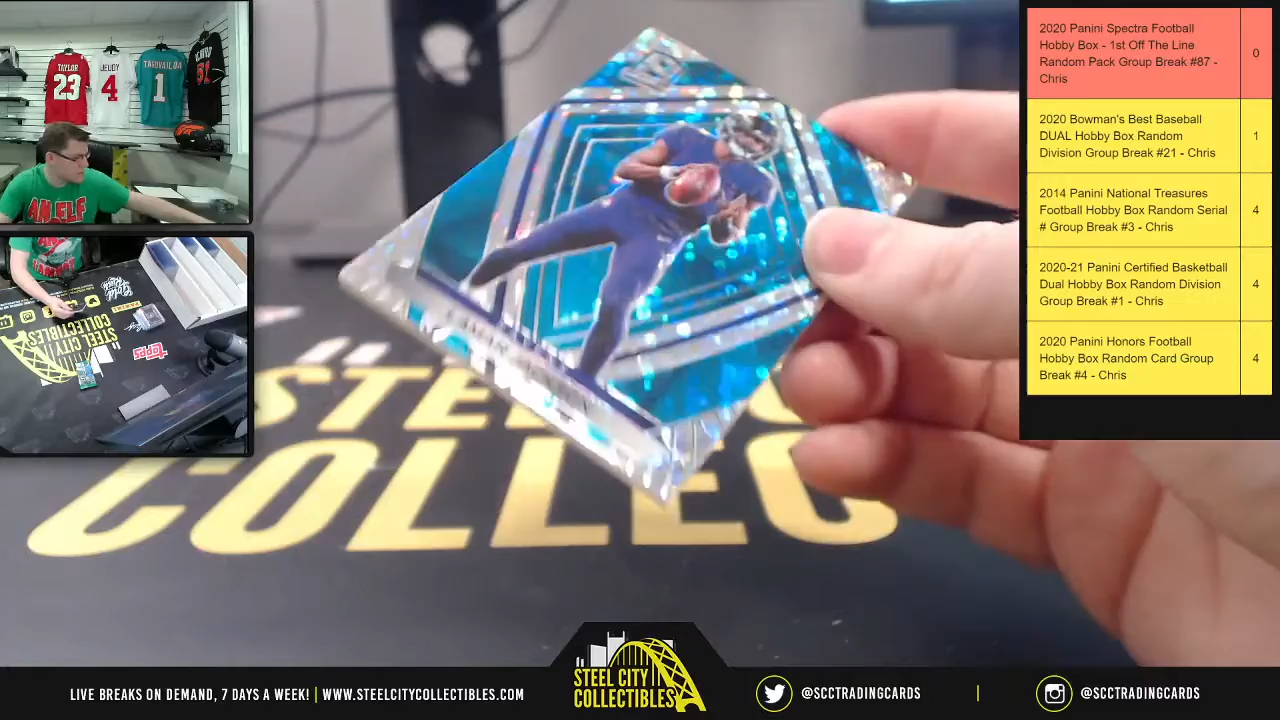 TAYLOR
23
JEUDY
4
TAGOVAILOA
1
51
AN ELF
STEEL CITY
COLLECTIBLES
Topps
STEEL
COLLEC
2020 Panini Spectra Football
Hobby Box - 1st Off The Line
Random Pack Group Break #87 -
Chris
0
2020 Bowman's Best Baseball
DUAL Hobby Box Random
Division Group Break #21 - Chris
1
2014 Panini National Treasures
Football Hobby Box Random Serial
# Group Break #3 - Chris
4
2020-21 Panini Certified Basketball
Dual Hobby Box Random Division
Group Break #1 - Chris
4
2020 Panini Honors Football
Hobby Box Random Card Group
Break #4 - Chris
4
LIVE BREAKS ON DEMAND, 7 DAYS A WEEK! | WWW.STEELCITYCOLLECTIBLES.COM
STEEL CITY
COLLECTIBLES
@SCCTRADINGCARDS
@SCCTRADINGCARDS